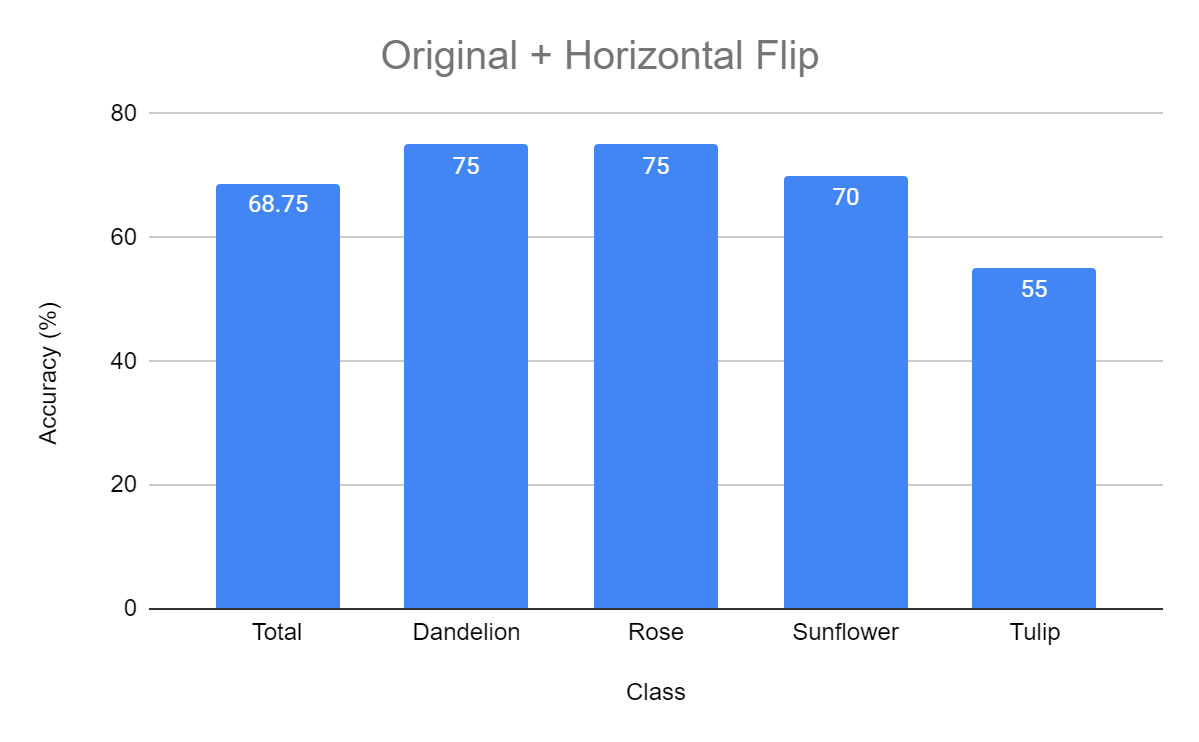 Original + Horizontal Flip
80
60
40
20
0
Accuracy (%)
68.75
75
75
70
55
Total
Dandelion
Rose
Sunflower
Tulip
Class